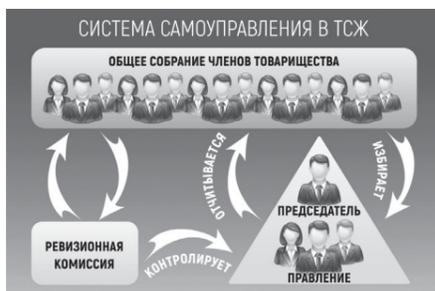 СИСТЕМА САМОУПРАВЛЕНИЯ В ТСЖ
ОБЩЕЕ СОБРАНИЕ ЧЛЕНОВ ТОВАРИЩЕСТВА
ОТЧИТЫВАЕТСЯ
ИЗБИРАЕТ
ПРЕДСЕДАТЕЛЬ
РЕВИЗИОННАЯ
КОМИССИЯ
КОНТРОЛИРУЕТ
ПРАВЛЕНИЕ